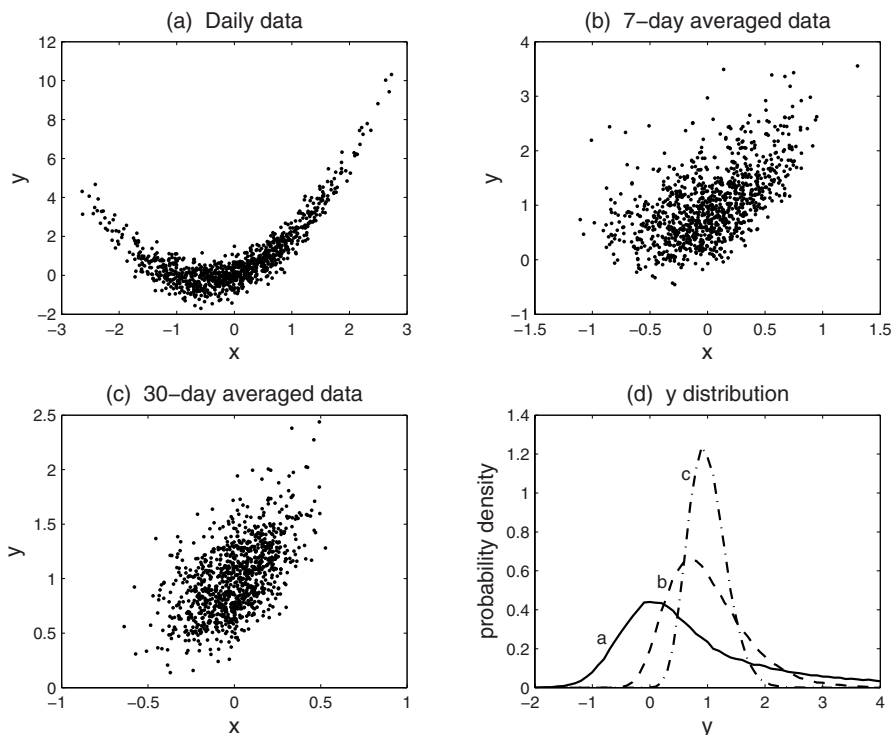 (a) Daily data
12
10
8
6
4
2
0
−2
y
−3 −2 −1 0 1 2 3
x
(b) 7−day averaged data
4
3
2
1
0
−1
y
−1.5 −1 −0.5 0 0.5 1 1.5
x
(c) 30−day averaged data
2.5
2
1.5
1
0.5
0
y
−1 −0.5 0 0.5 1
x
(d) y distribution
1.4
1.2
1
0.8
0.6
0.4
0.2
0
probability density
c
b
a
−2 −1 0 1 2 3 4
y